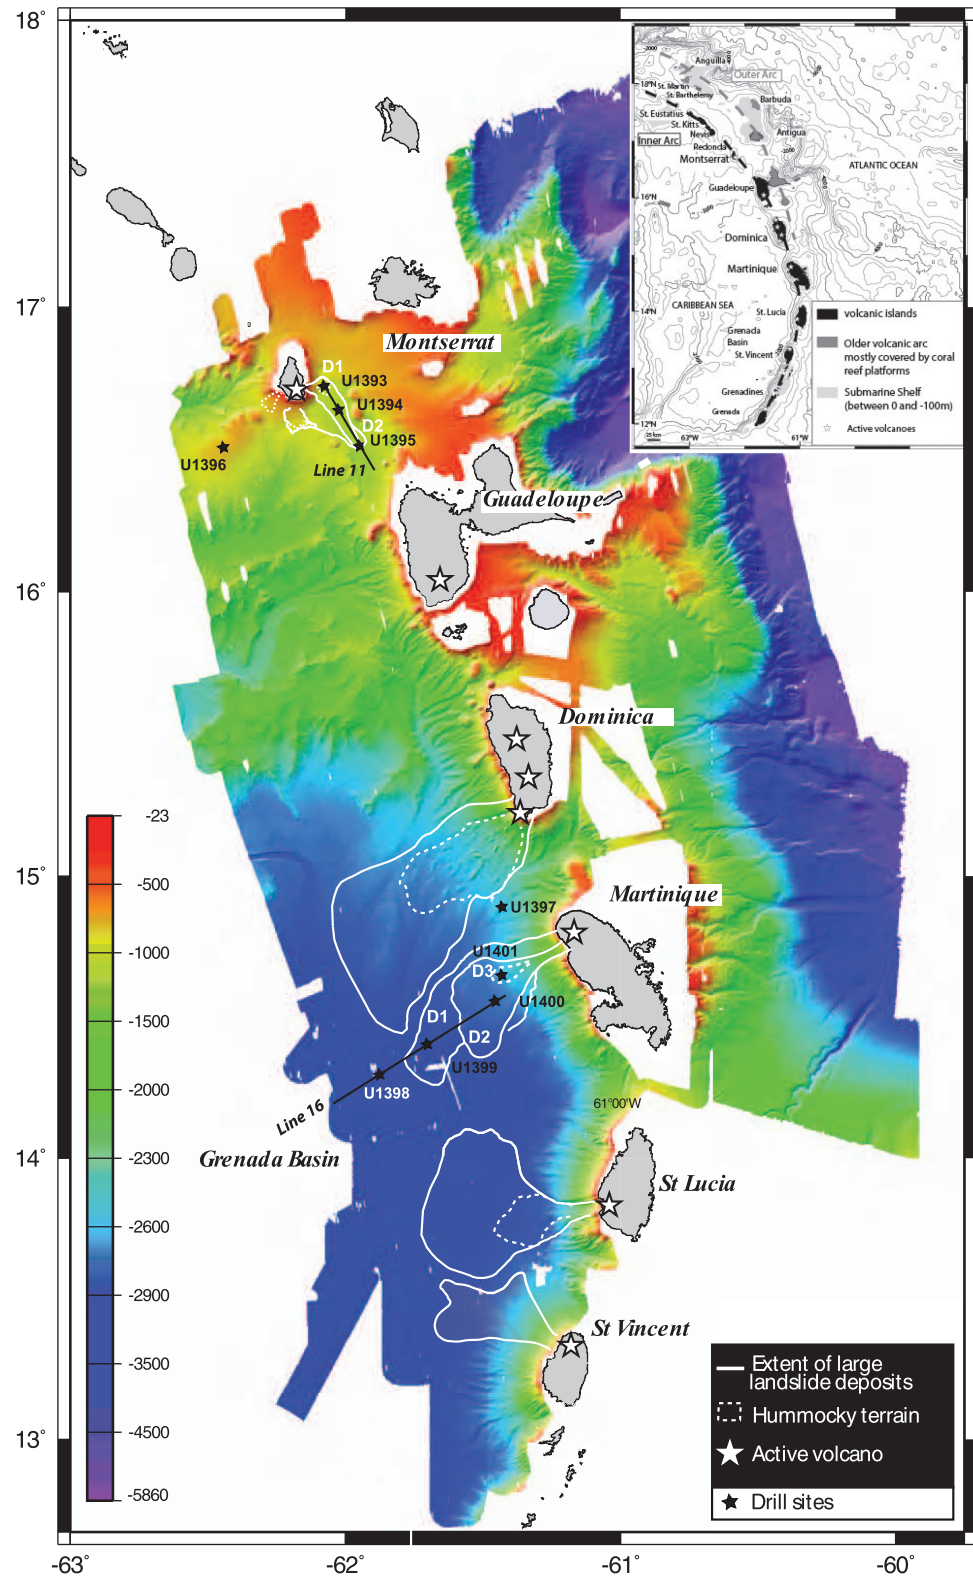 18°
17°
16°
15°
14°
13°
-63°
-62°
-61°
-60°
Montserrat
D1
U1393
U1394
D2
U1395
Line 11
U1396
Guadeloupe
Dominica
Martinique
U1397
U1401
D3
U1400
D1
D2
U1399
U1398
Line 16
61°00'W
Grenada Basin
St Lucia
St Vincent
-23
-500
-1000
-1500
-2000
-2300
-2600
-2900
-3500
-4500
-5860
Extent of large
landslide deposits
Hummocky terrain
Active volcano
Drill sites
Anguilla
Outer Arc
18°N
St. Martin
St. Barthelemy
Barbuda
St. Eustatius
St. Kitts
Nevis
Antigua
Inner Arc
Redonda
Montserrat
ATLANTIC OCEAN
Guadeloupe
16°N
Dominica
Martinique
CARIBBEAN SEA
St. Lucia
14°N
Grenada
Basin
St. Vincent
Grenadines
Grenada
12°N
25 km
63°W
61°W
volcanic islands
Older volcanic arc
mostly covered by coral
reef platforms
Submarine Shelf
(between 0 and -100m)
Active volcanoes